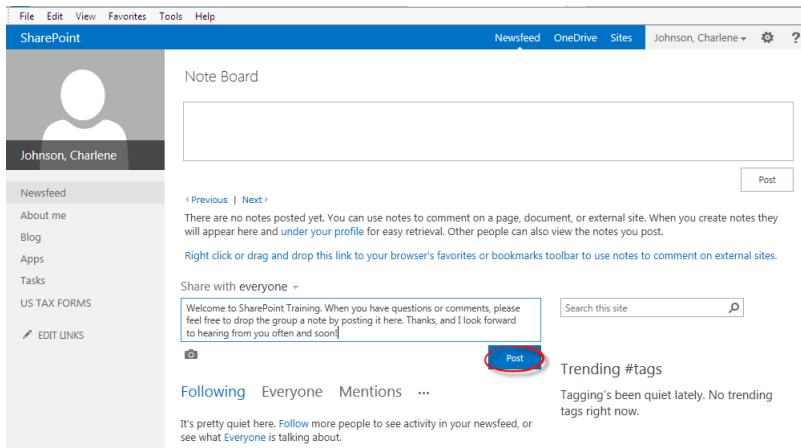 File Edit View Favorites Tools Help
SharePoint
Newsfeed OneDrive Sites Johnson, Charlene ?
Johnson, Charlene
Newsfeed
About me
Blog
Apps
Tasks
US TAX FORMS
EDIT LINKS
Note Board
Post
Previous | Next
There are no notes posted yet. You can use notes to comment on a page, document, or external site. When you create notes they
will appear here and under your profile for easy retrieval. Other people can also view the notes you post.
Right click or drag and drop this link to your browser's favorites or bookmarks toolbar to use notes to comment on external sites.
Share with everyone
Welcome to SharePoint Training. When you have questions or comments, please
feel free to drop the group a note by posting it here. Thanks, and I look forward
to hearing from you often and soon!
Post
Following Everyone Mentions ...
It's pretty quiet here. Follow more people to see activity in your newsfeed, or
see what Everyone is talking about.
Search this site
Trending #tags
Tagging's been quiet lately. No trending
tags right now.